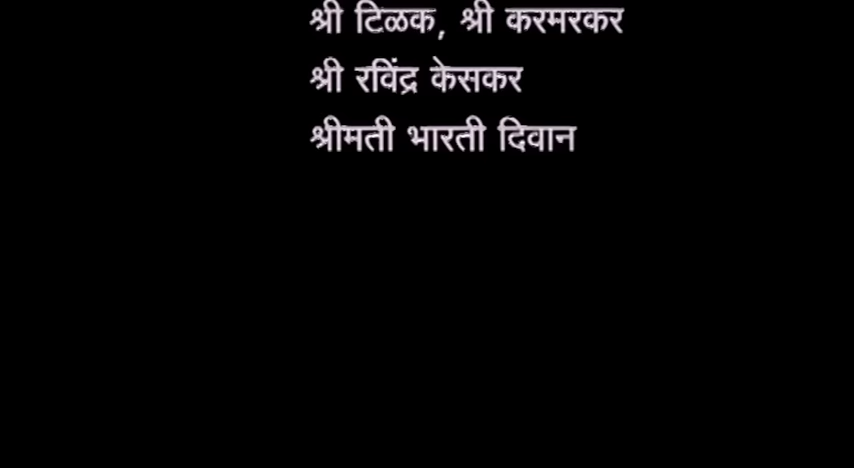 श्री टिळक, श्री करमरकर
श्री रविंद्र केसकर
श्रीमती भारती दिवान